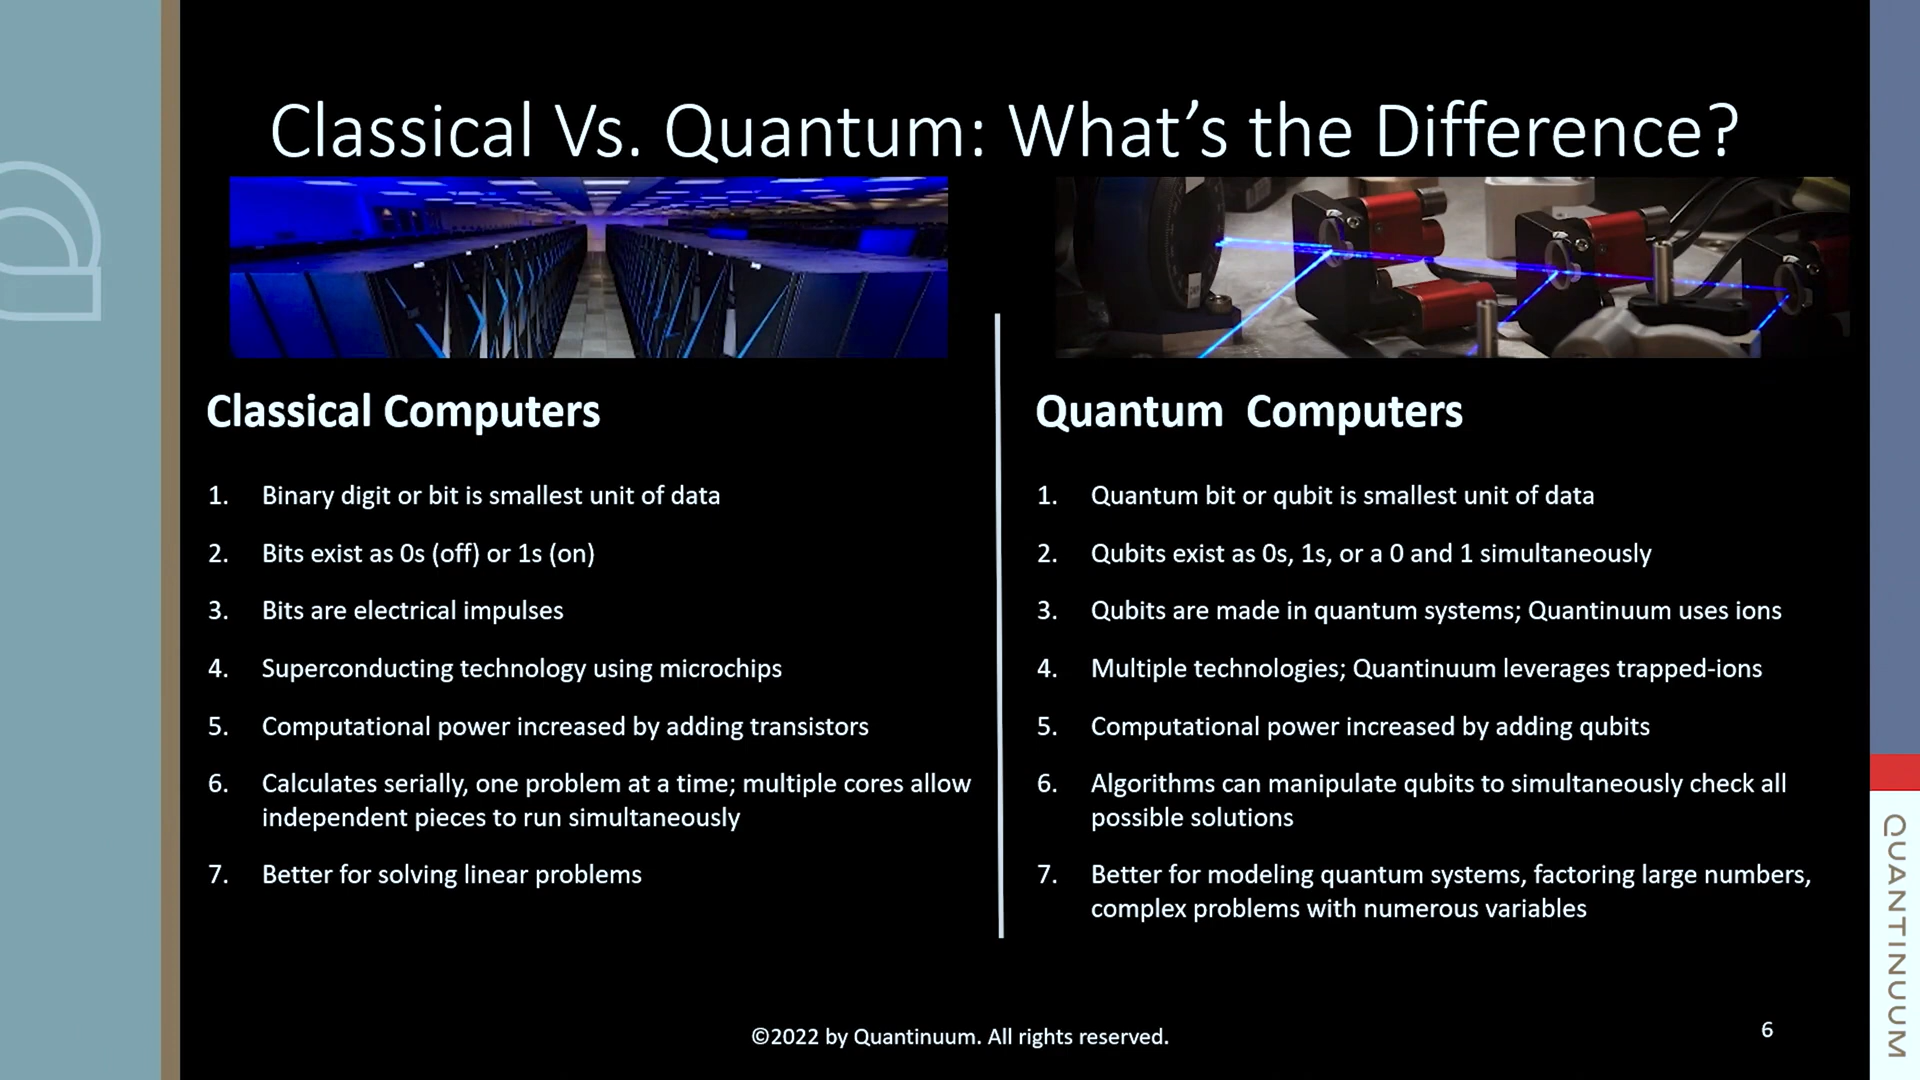 Classical Vs. Quantum: What's the Difference?
Classical Computers
1. Binary digit or bit is smallest unit of data
2. Bits exist as 0s (off) or 1s (on)
3. Bits are electrical impulses
4. Superconducting technology using microchips
5. Computational power increased by adding transistors
6. Calculates serially, one problem at a time; multiple cores allow
independent pieces to run simultaneously
7. Better for solving linear problems
Quantum Computers
1. Quantum bit or qubit is smallest unit of data
2. Qubits exist as 0s, 1s, or a 0 and 1 simultaneously
3. Qubits are made in quantum systems; Quantinuum uses ions
4. Multiple technologies; Quantinuum leverages trapped-ions
5. Computational power increased by adding qubits
6. Algorithms can manipulate qubits to simultaneously check all
possible solutions
7. Better for modeling quantum systems, factoring large numbers,
complex problems with numerous variables
©2022 by Quantinuum. All rights reserved.
6
QUANTINUUM